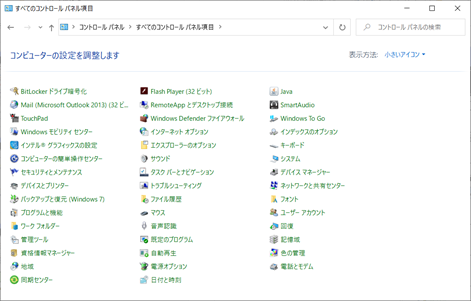 すべてのコントロール パネル項目
コントロール パネル › すべてのコントロール パネル項目 ›
コントロール パネルの検索
コンピューターの設定を調整します
表示方法: 小さいアイコン
BitLocker ドライブ暗号化
Flash Player (32 ビット)
Java
Mail (Microsoft Outlook 2013) (32 ビ...
RemoteApp とデスクトップ接続
SmartAudio
TouchPad
Windows Defender ファイアウォール
Windows To Go
Windows モビリティ センター
インターネット オプション
インデックスのオプション
インテル® グラフィックスの設定
エクスプローラーのオプション
キーボード
コンピューターの簡単操作センター
サウンド
システム
セキュリティとメンテナンス
タスク バーとナビゲーション
デバイス マネージャー
デバイスとプリンター
トラブルシューティング
ネットワークと共有センター
バックアップと復元 (Windows 7)
ファイル履歴
フォント
プログラムと機能
マウス
ユーザー アカウント
ワーク フォルダー
音声認識
回復
管理ツール
既定のプログラム
記憶域
資格情報マネージャー
自動再生
色の管理
地域
電源オプション
電話とモデム
同期センター
日付と時刻